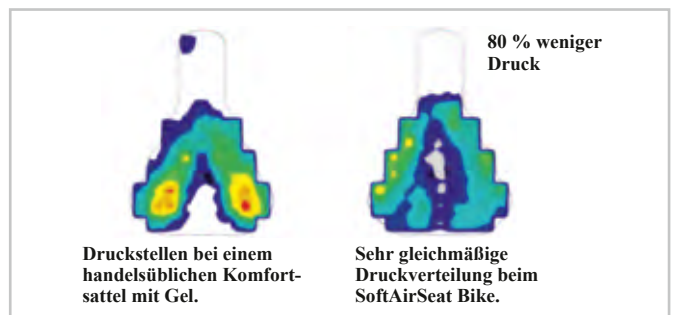 80 % weniger
Druck
Druckstellen bei einem
handelsüblichen Komfort-
sattel mit Gel.
Sehr gleichmäßige
Druckverteilung beim
SoftAirSeat Bike.